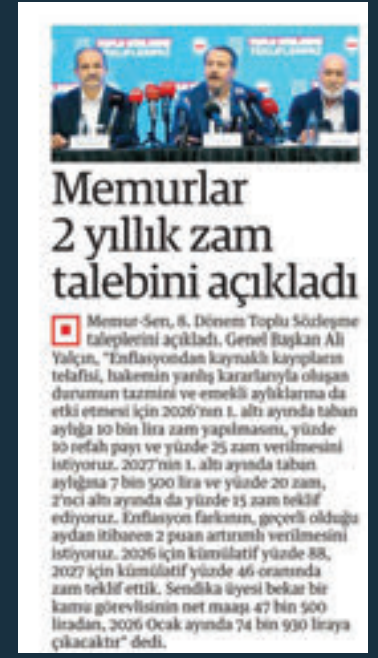 TOPLU SÖZLEŞME
TEKLİFLERİMİZ
Memurlar
2 yıllık zam
talebini açıkladı
Memur-Sen, 8. Dönem Toplu Sözleşme
taleplerini açıkladı. Genel Başkan Ali
Yalçın, "Enflasyondan kaynaklı kayıpların
telafisi, hakemin yanlış kararlarıyla oluşan
durumun tazmini ve emekli aylıklarına da
etki etmesi için 2026'nın 1. altı ayında taban
aylığa 10 bin lira zam yapılmasını, yüzde
10 refah payı ve yüzde 25 zam verilmesini
istiyoruz. 2027'nin 1. altı ayında taban
aylığına 7 bin 500 lira ve yüzde 20 zam,
2'nci altı ayında da yüzde 15 zam teklif
ediyoruz. Enflasyon farkının, geçerli olduğu
aydan itibaren 2 puan artırımlı verilmesini
istiyoruz. 2026 için kümülatif yüzde 88,
2027 için kümülatif yüzde 46 oranında
zam teklif ettik. Sendika üyesi bekar bir
kamu görevlisinin net maaşı 47 bin 500
liradan, 2026 Ocak ayında 74 bin 930 liraya
çıkacaktır" dedi.